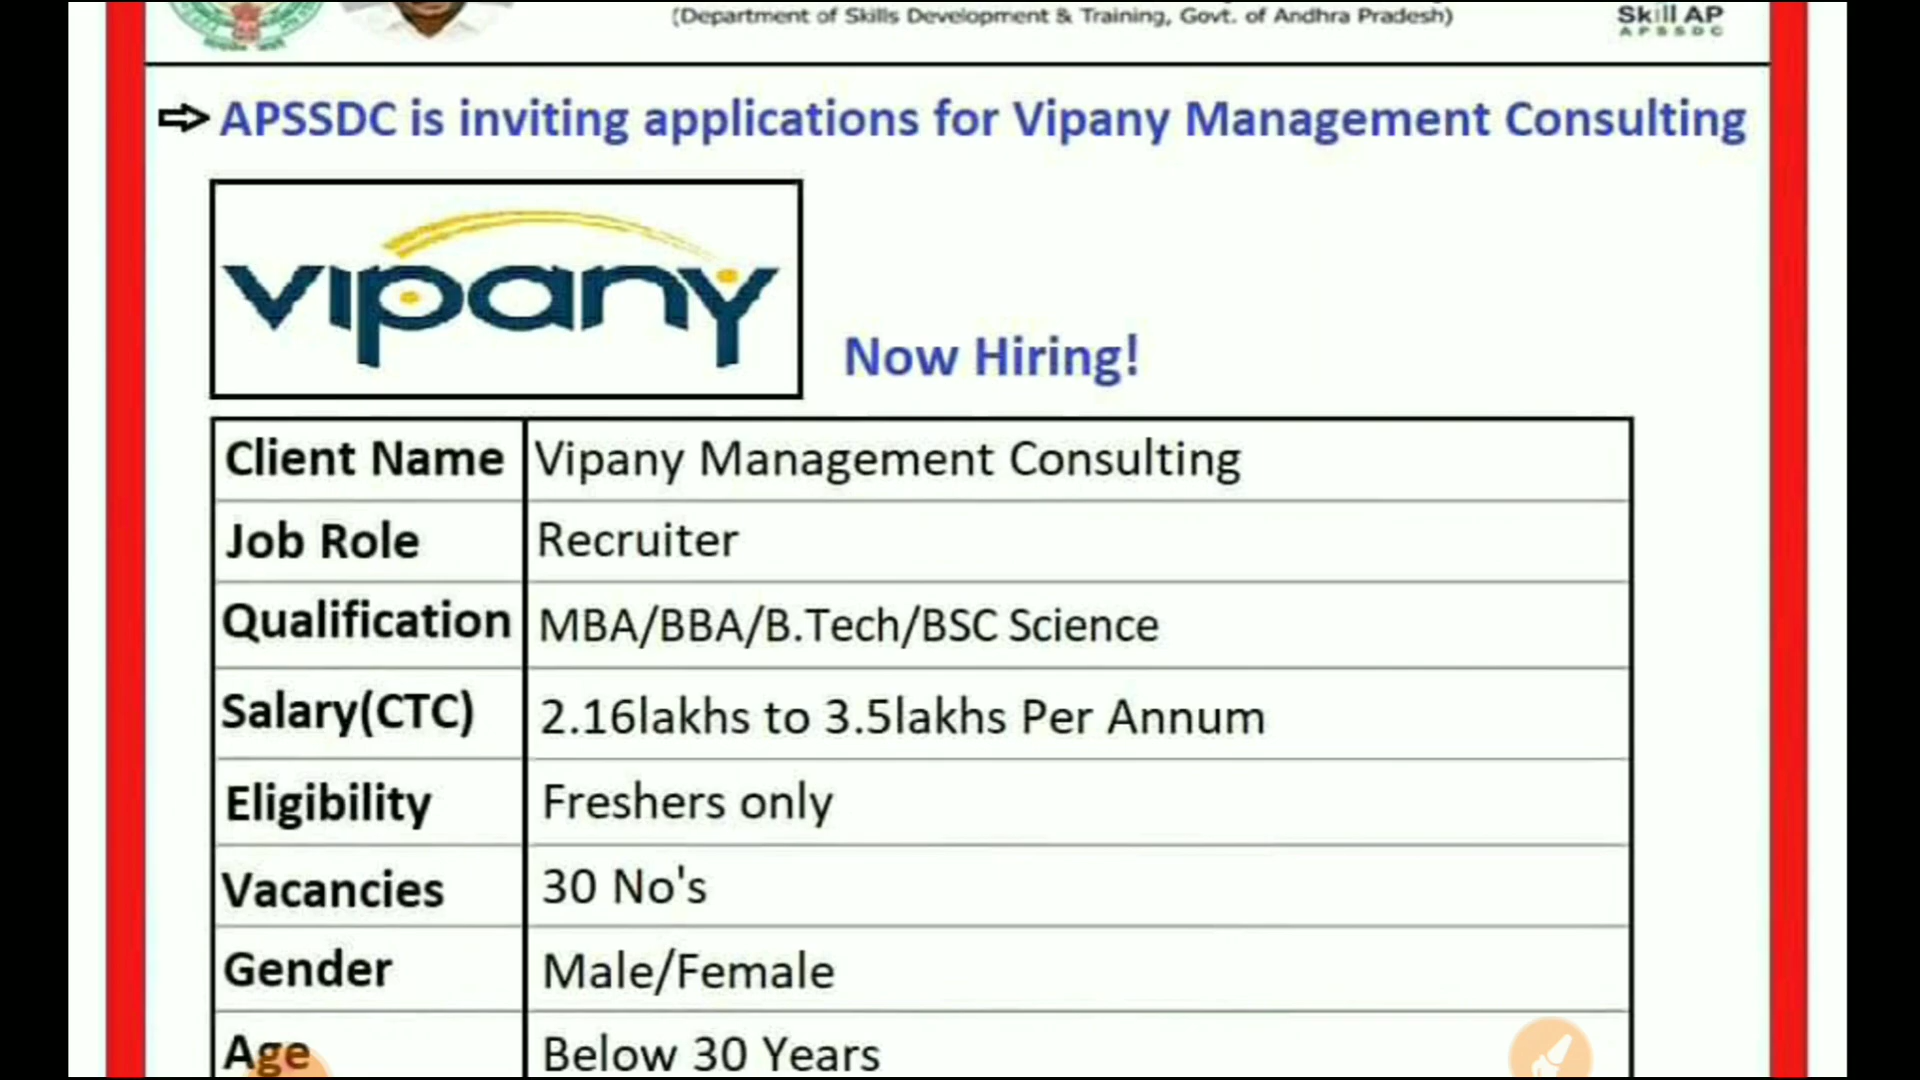 (Department of Skills Development & Training, Govt. of Andhra Pradesh)
Skill AP
APSSDC
⇨ APSSDC is inviting applications for Vipany Management Consulting
vipany
Now Hiring!
Client Name Vipany Management Consulting
Job Role Recruiter
Qualification MBA/BBA/B.Tech/BSC Science
Salary(CTC) 2.16lakhs to 3.5lakhs Per Annum
Eligibility Freshers only
Vacancies 30 No's
Gender Male/Female
Age Below 30 Years